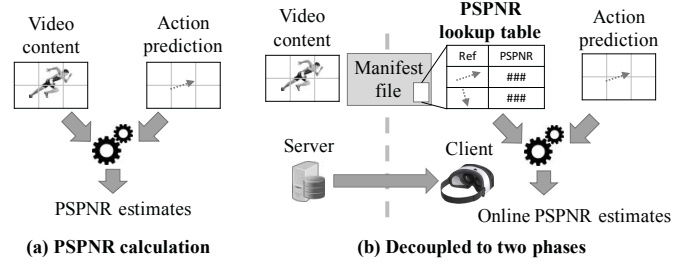 Video
content
Action
prediction
PSPNR estimates
(a) PSPNR calculation
Video
content
Manifest
file
PSPNR
lookup table
Ref PSPNR
###
###
Action
prediction
Server
Client
Online PSPNR estimates
(b) Decoupled to two phases